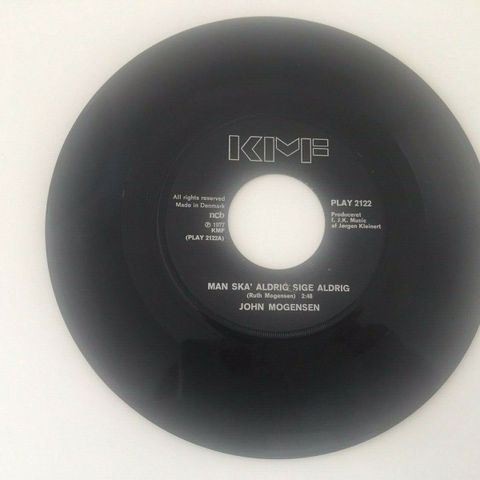 KMF
All rights reserved
Made in Denmark
ncb
℗ 1977
KMF
(PLAY 2122A)
PLAY 2122
Produceret
f. J.K. Music
af Jørgen Kleinert
MAN SKA' ALDRIG SIGE ALDRIG
(Ruth Mogensen) 2:48
JOHN MOGENSEN